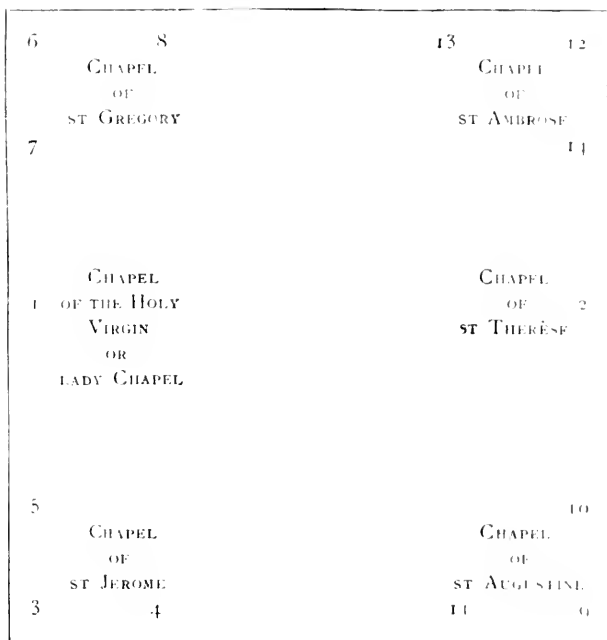 6 8 13 12
CHAPEL CHAPEL
OF OF
ST GREGORY ST AMBROSE
7 14
CHAPEL CHAPEL
1 OF THE HOLY OF 2
VIRGIN ST THERÈSE
OR
LADY CHAPEL
5 10
CHAPEL CHAPEL
OF OF
ST JEROME ST AUGUSTINE
3 4 11 9